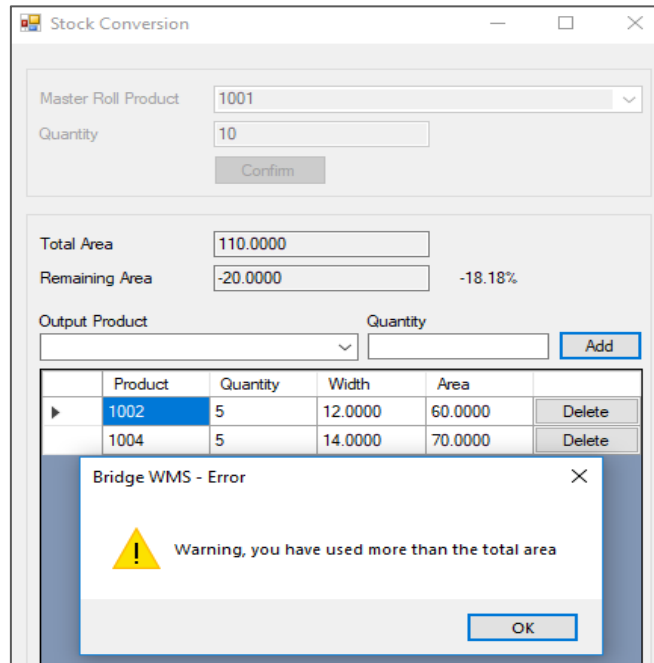 Stock Conversion
Master Roll Product 1001
Quantity 10
Confirm
Total Area 110.0000
Remaining Area -20.0000 -18.18%
Output Product Quantity
Add
Product Quantity Width Area
1002 5 12.0000 60.0000 Delete
1004 5 14.0000 70.0000 Delete
Bridge WMS - Error
Warning, you have used more than the total area
OK